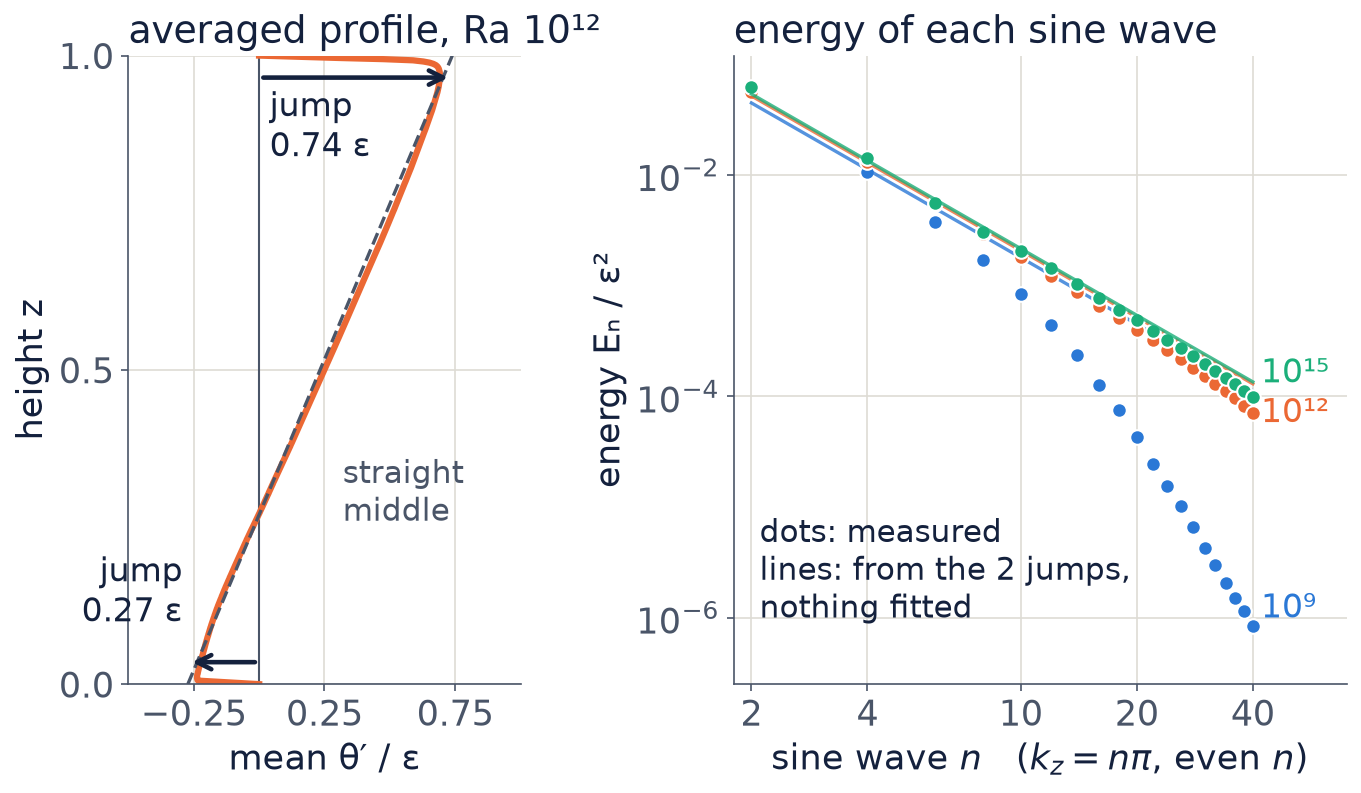 averaged profile, Ra 10¹²
1.0
jump
0.74 ε
height z
0.5
straight
middle
jump
0.27 ε
0.0
−0.25 0.25 0.75
mean θ′ / ε
energy of each sine wave
10⁻²
energy Eₙ / ε²
10⁻⁴
10¹⁵
10¹²
dots: measured
lines: from the 2 jumps,
nothing fitted
10⁹
10⁻⁶
2 4 10 20 40
sine wave n (k_z = nπ, even n)